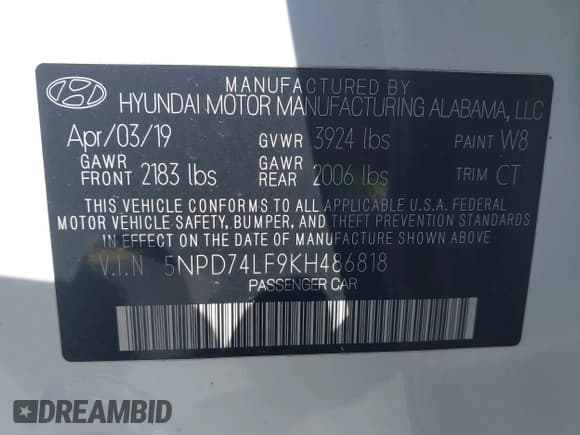 MANUFACTURED BY
HYUNDAI MOTOR MANUFACTURING ALABAMA, LLC
Apr/03/19 GVWR 3924 lbs PAINT W8
GAWR FRONT 2183 lbs GAWR REAR 2006 lbs TRIM CT
THIS VEHICLE CONFORMS TO ALL APPLICABLE U.S.A. FEDERAL
MOTOR VEHICLE SAFETY, BUMPER, AND THEFT PREVENTION STANDARDS
IN EFFECT ON THE DATE OF MANUFACTURE SHOWN ABOVE
V.I.N 5NPD74LF9KH486818
PASSENGER CAR
DREAMBID